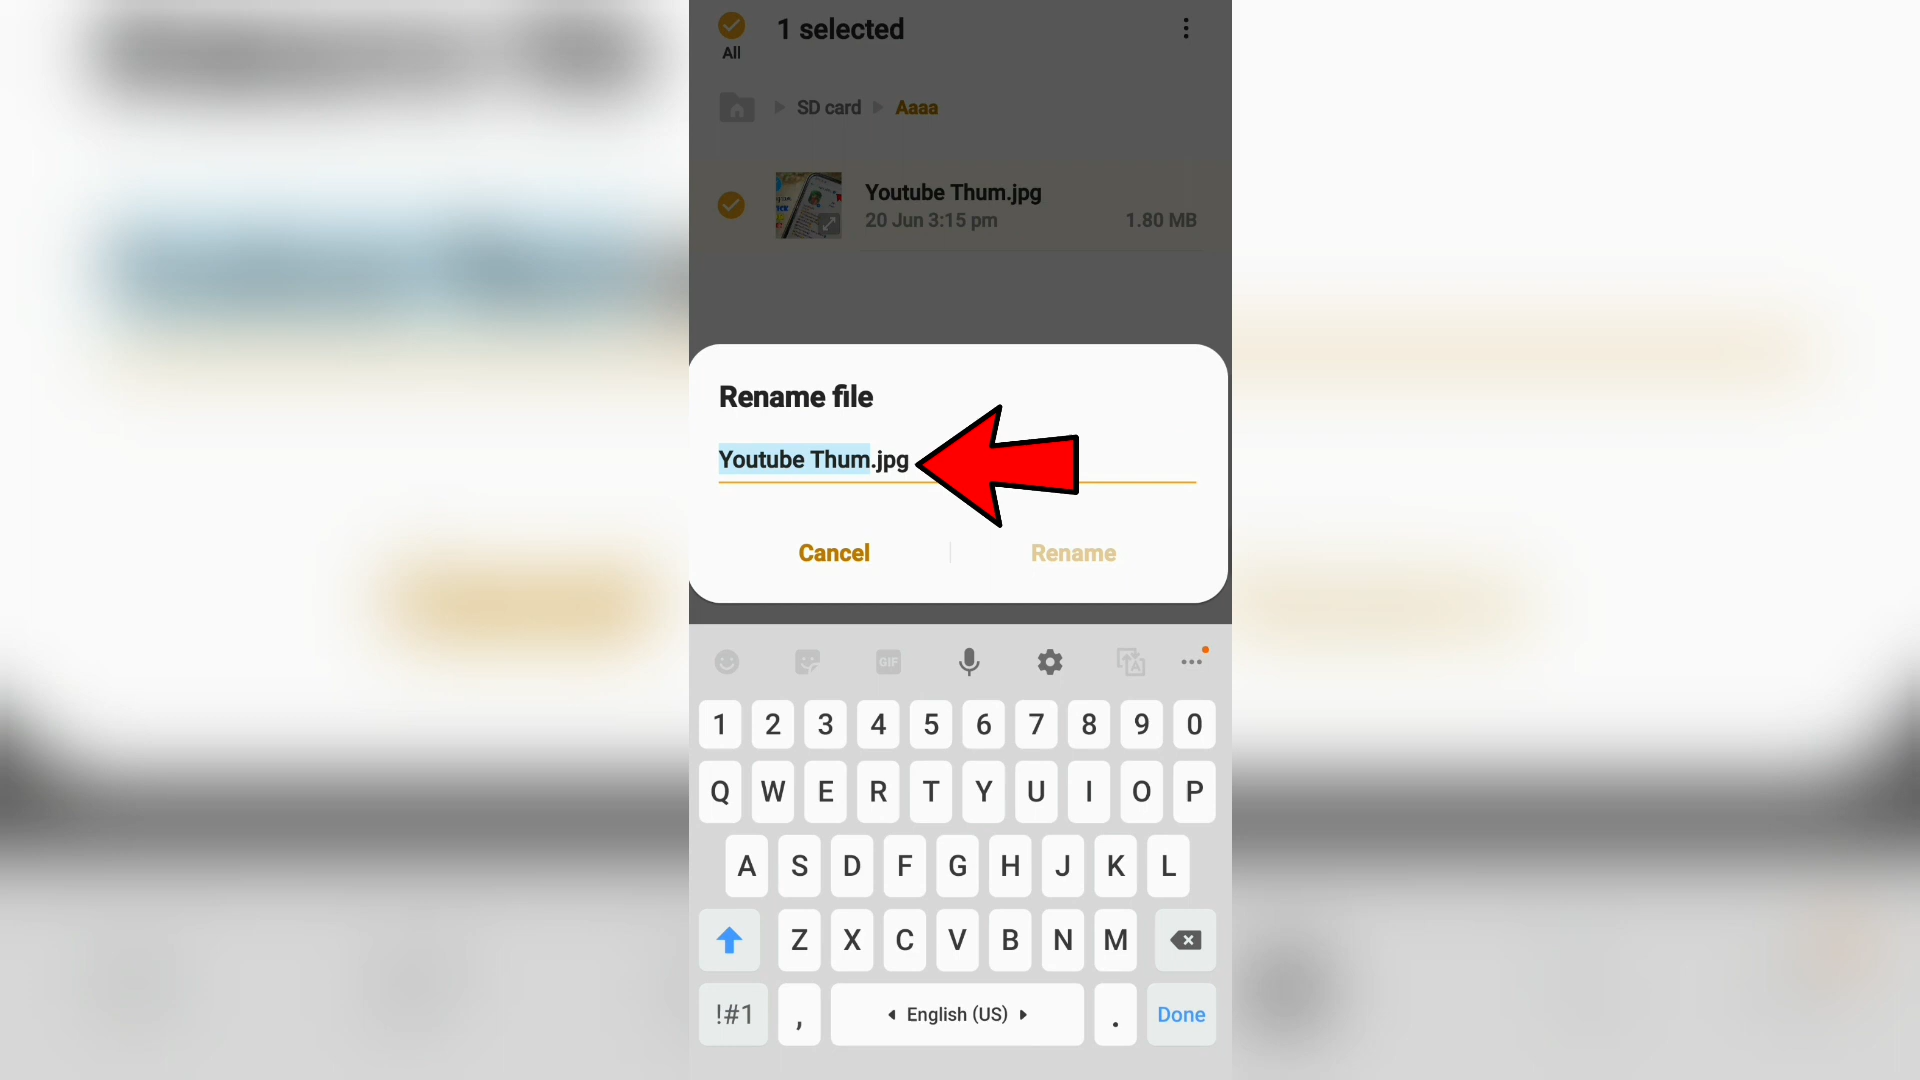 1 selected
All
SD card Aaaa
Youtube Thum.jpg
20 Jun 3:15 pm 1.80 MB
Rename file
Youtube Thum.jpg
Cancel Rename
GIF
1 2 3 4 5 6 7 8 9 0
Q W E R T Y U I O P
A S D F G H J K L
Z X C V B N M
!#1 , English (US) . Done